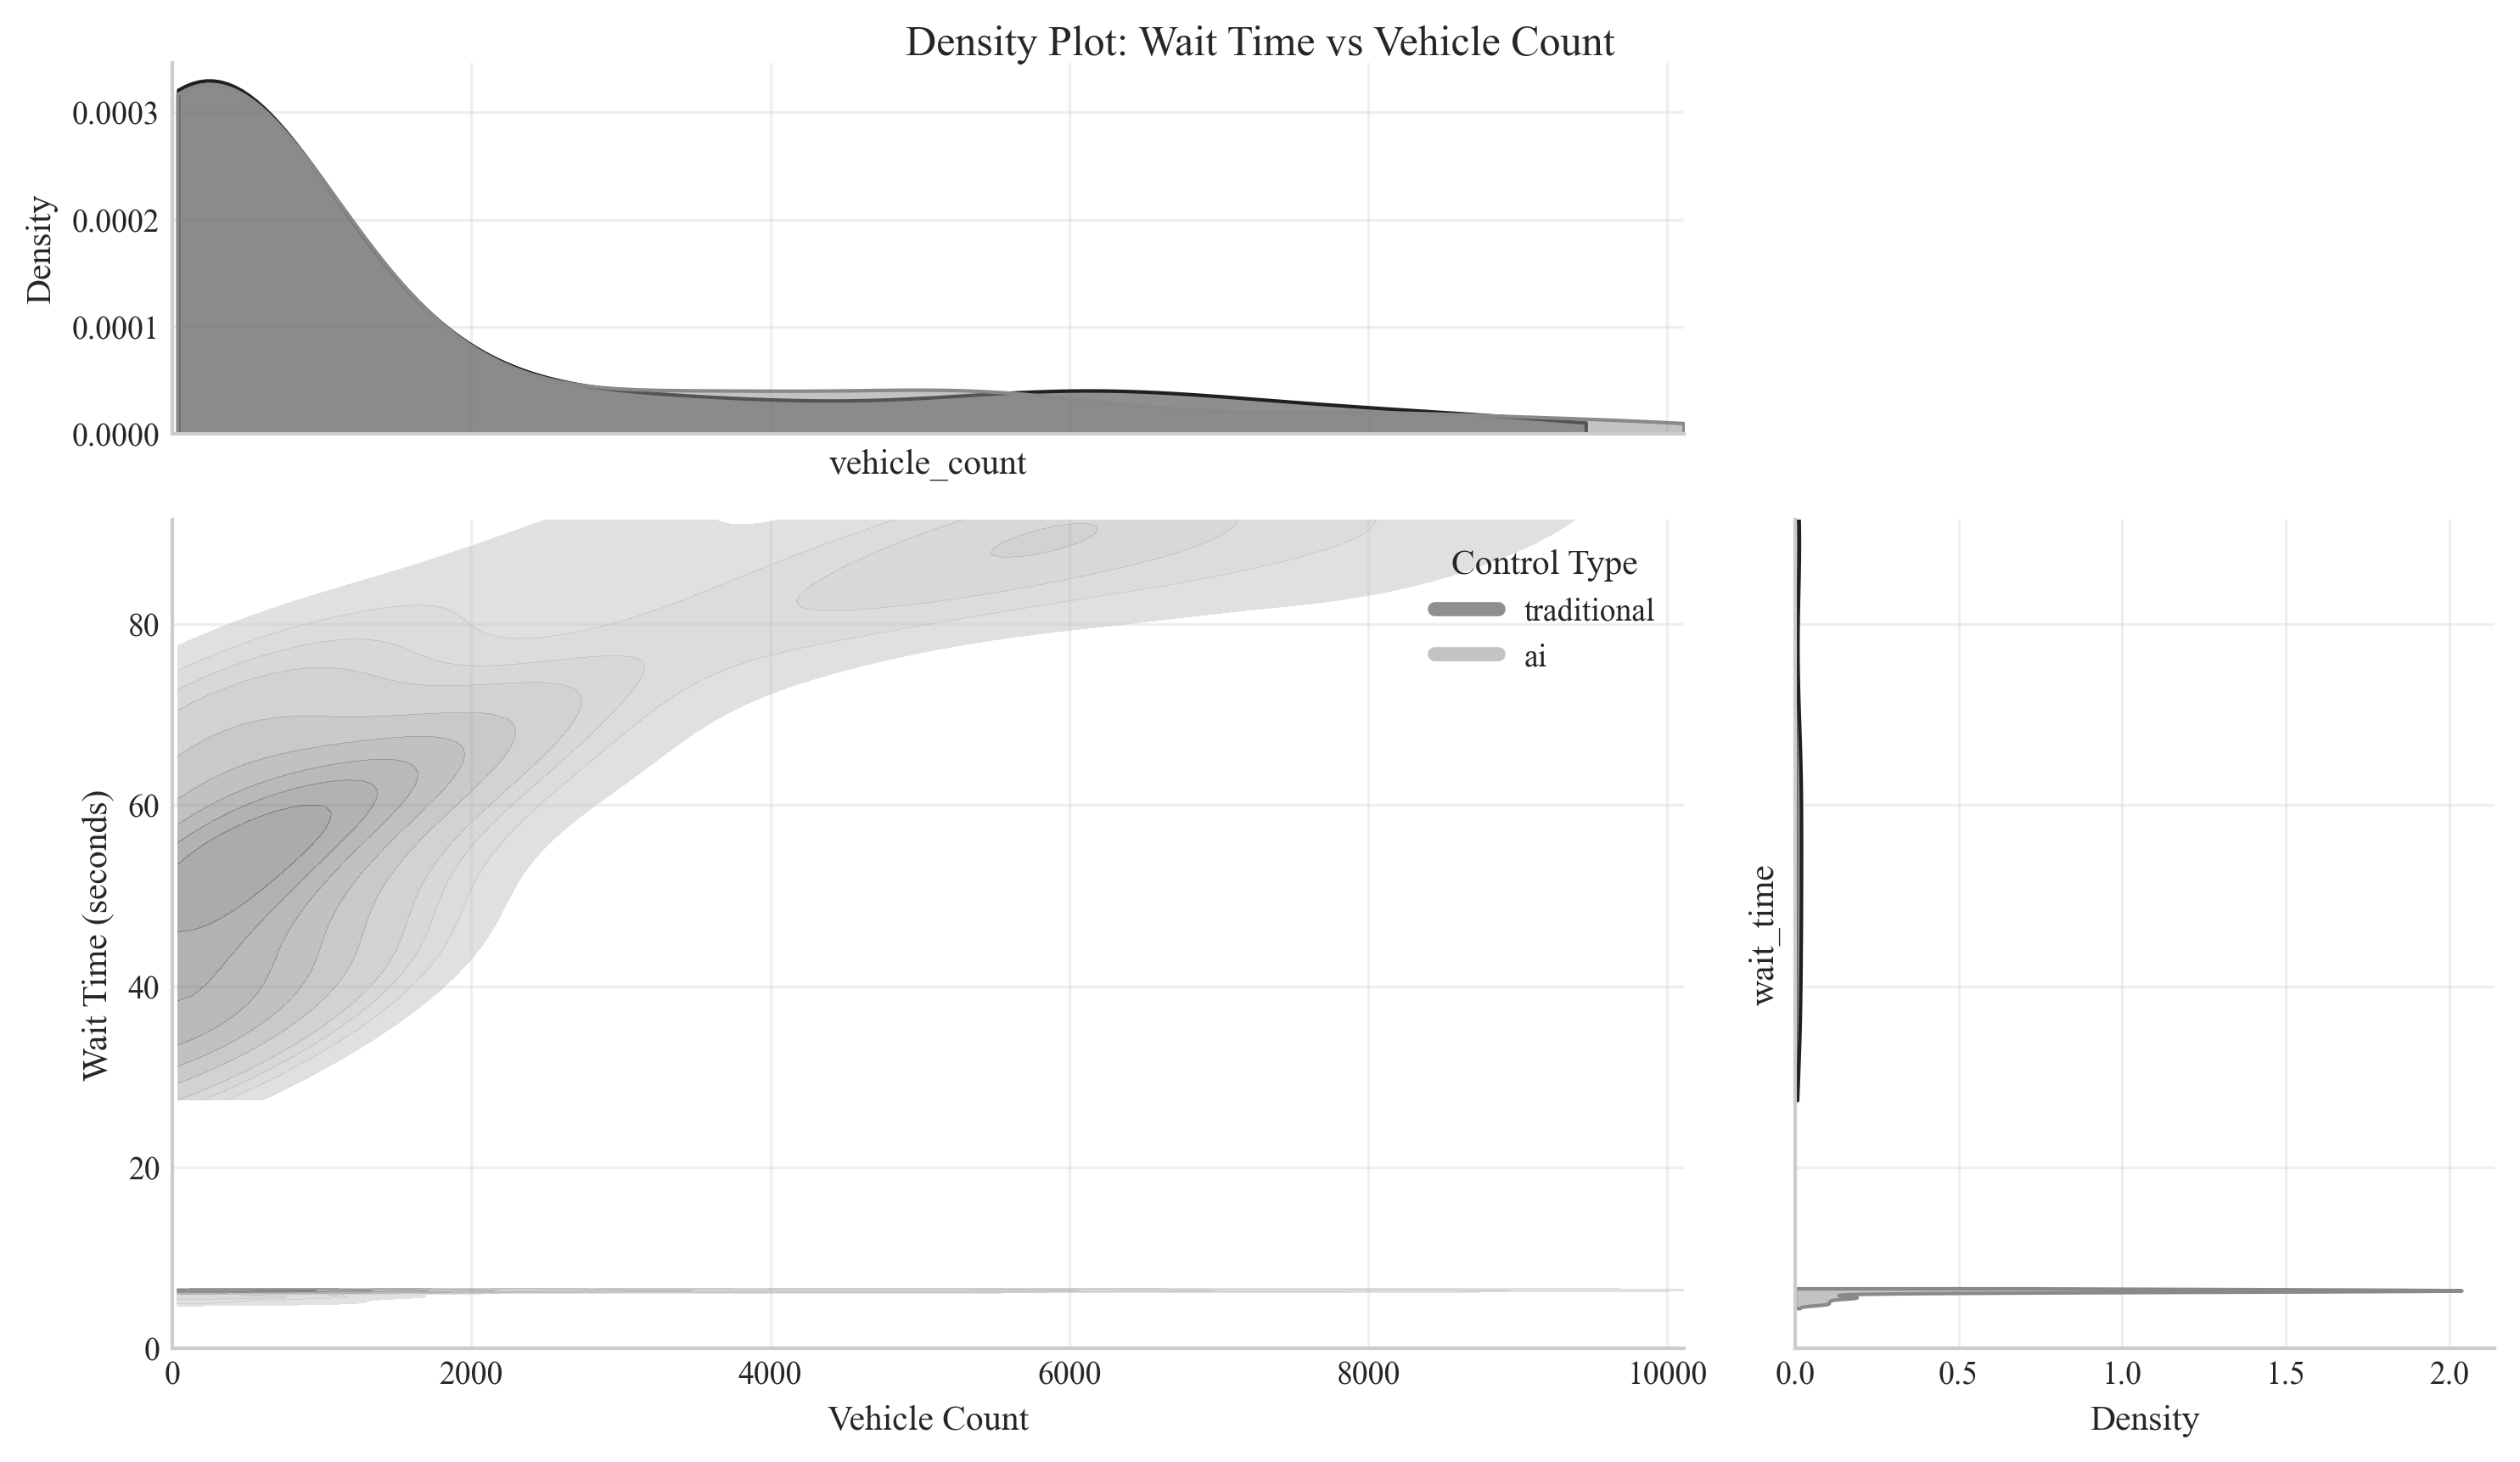 Density Plot: Wait Time vs Vehicle Count
Density
0.0003
0.0002
0.0001
0.0000
vehicle_count
Wait Time (seconds)
80
60
40
20
0
Control Type
traditional
ai
0 2000 4000 6000 8000 10000
Vehicle Count
wait_time
0.0 0.5 1.0 1.5 2.0
Density